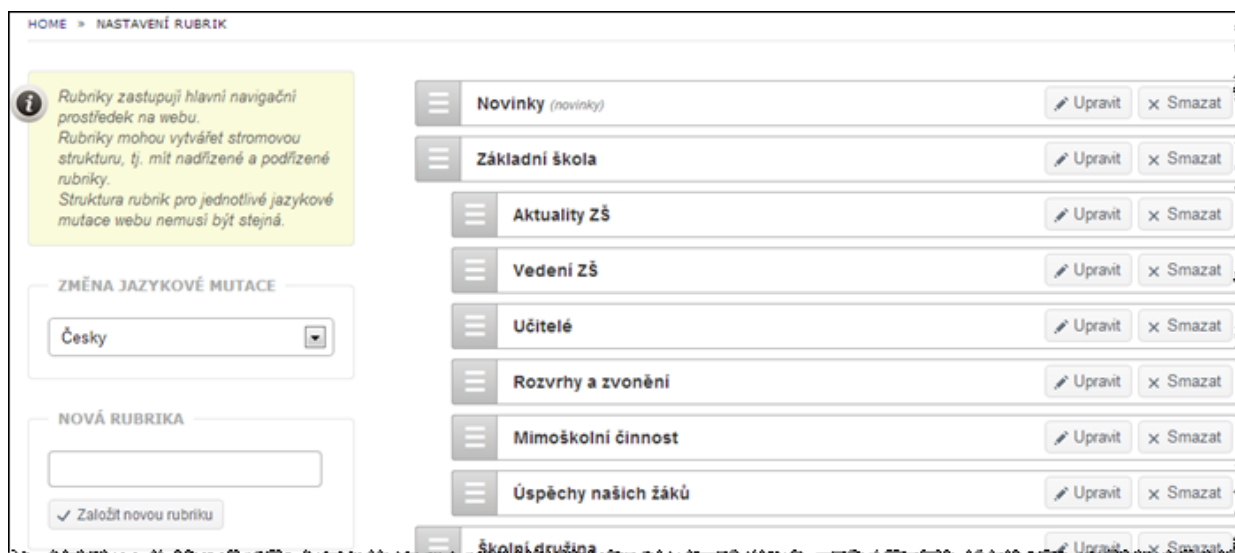 HOME » NASTAVENÍ RUBRIK
Rubriky zastupují hlavní navigační
prostředek na webu.
Rubriky mohou vytvářet stromovou
strukturu, tj. mít nadřízené a podřízené
rubriky.
Struktura rubrik pro jednotlivé jazykové
mutace webu nemusí být stejná.
ZMĚNA JAZYKOVÉ MUTACE
Česky
NOVÁ RUBRIKA
Založit novou rubriku
Novinky (novinky) Upravit Smazat
Základní škola Upravit Smazat
Aktuality ZŠ Upravit Smazat
Vedení ZŠ Upravit Smazat
Učitelé Upravit Smazat
Rozvrhy a zvonění Upravit Smazat
Mimoškolní činnost Upravit Smazat
Úspěchy našich žáků Upravit Smazat
Školní družina Upravit Smazat